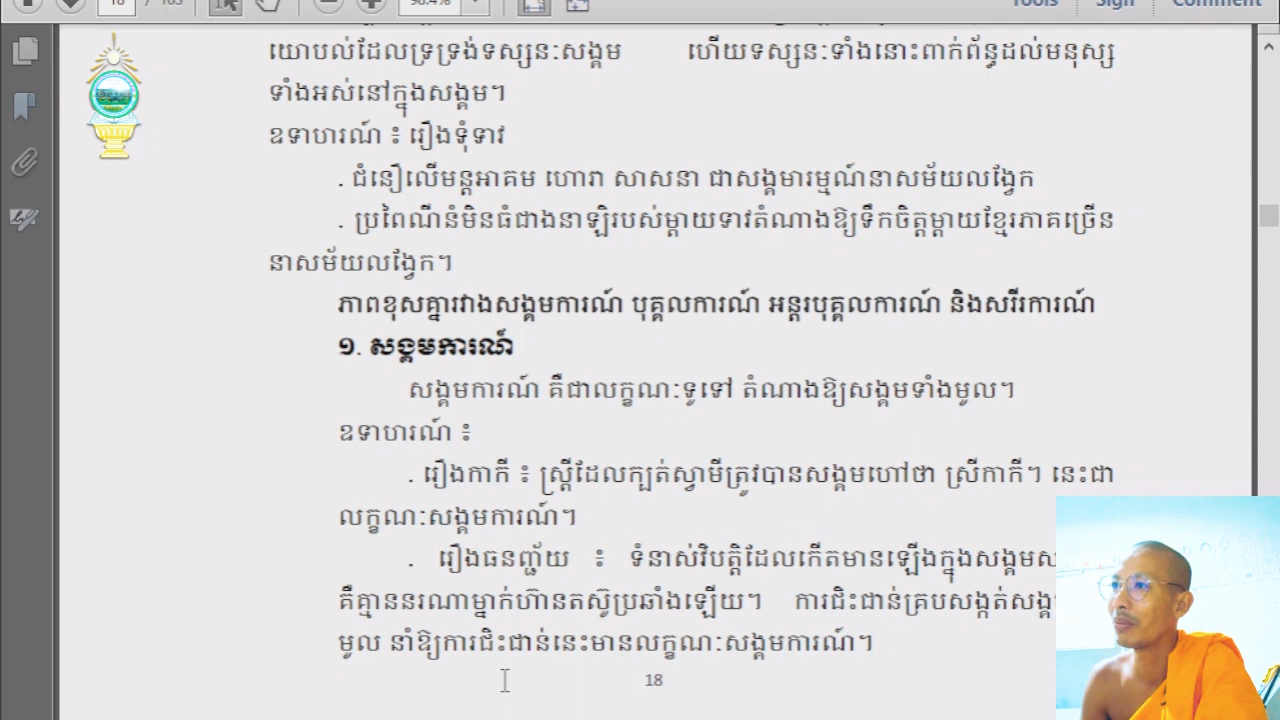 18 / 103
98.4%
Tools Sign Comment
យោបល់ដែលទ្រទ្រង់ទស្សនៈសង្គម ហើយទស្សនៈទាំងនោះពាក់ព័ន្ធដល់មនុស្ស
ទាំងអស់នៅក្នុងសង្គម។
ឧទាហរណ៍ ៖ រឿងទុំទាវ
. ជំនឿលើមន្តអាគម ហោរា សាសនា ជាសង្គមារម្មណ៍នាសម័យលង្វែក
. ប្រពៃណីនំមិនធំជាងនាឡិរបស់ម្ដាយទាវតំណាងឱ្យទឹកចិត្តម្ដាយខ្មែរភាគច្រើន
នាសម័យលង្វែក។
ភាពខុសគ្នារវាងសង្គមការណ៍ បុគ្គលការណ៍ អន្តរបុគ្គលការណ៍ និងសរីរការណ៍
១. សង្គមការណ៍
សង្គមការណ៍ គឺជាលក្ខណៈទូទៅ តំណាងឱ្យសង្គមទាំងមូល។
ឧទាហរណ៍ ៖
. រឿងកាកី ៖ ស្ត្រីដែលក្បត់ស្វាមីត្រូវបានសង្គមហៅថា ស្រីកាកី។ នេះជា
លក្ខណៈសង្គមការណ៍។
. រឿងធនញ្ជ័យ ៖ ទំនាស់វិបត្តិដែលកើតមានឡើងក្នុងសង្គមស
គឺគ្មាននរណាម្នាក់ហ៊ានតស៊ូប្រឆាំងឡើយ។ ការជិះជាន់គ្របសង្កត់សង្គ
មូល នាំឱ្យការជិះជាន់នេះមានលក្ខណៈសង្គមការណ៍។
18